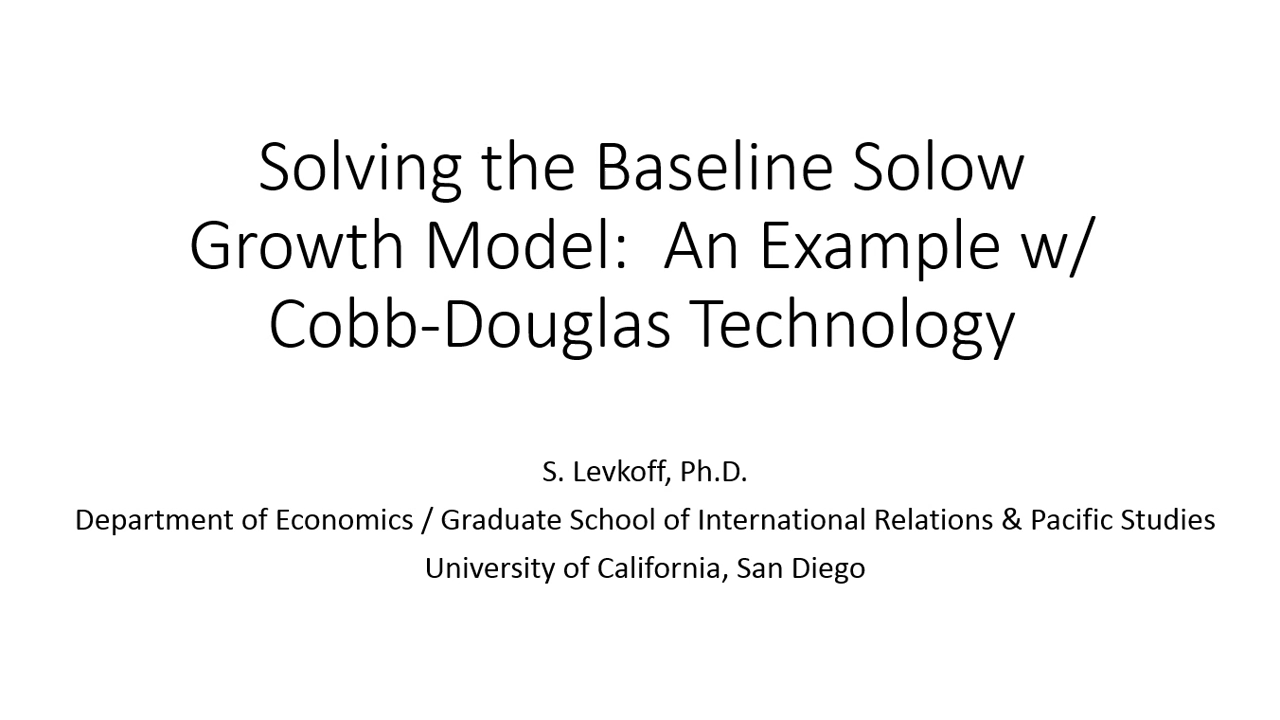 Solving the Baseline Solow
Growth Model:  An Example w/
Cobb-Douglas Technology
S. Levkoff, Ph.D.
Department of Economics / Graduate School of International Relations & Pacific Studies
University of California, San Diego